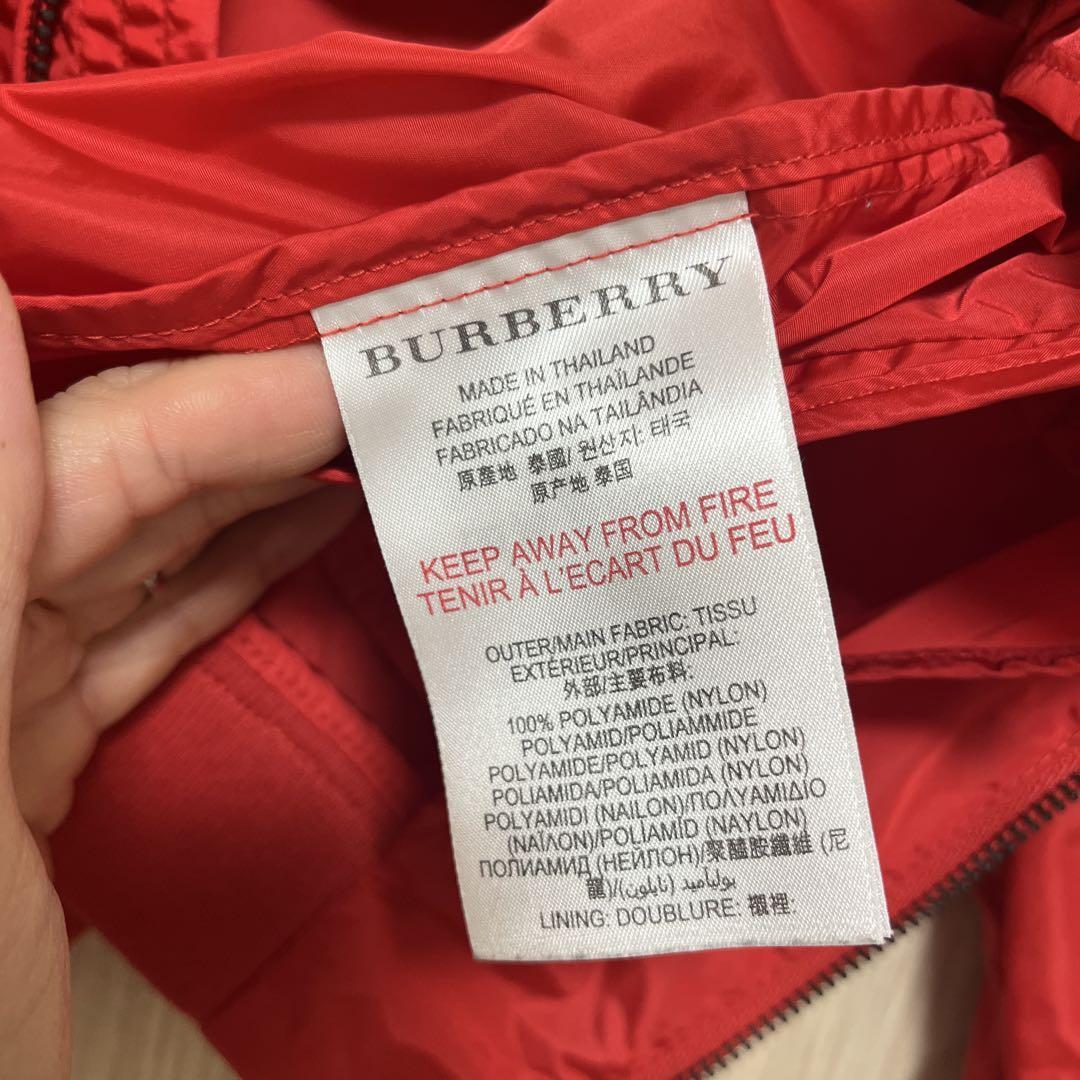 BURBERRY
MADE IN THAILAND
FABRIQUÉ EN THAÏLANDE
FABRICADO NA TAILÂNDIA
原產地 泰國/ 원산지: 태국
原产地 泰国
KEEP AWAY FROM FIRE
TENIR À L'ECART DU FEU
OUTER/MAIN FABRIC: TISSU
EXTÉRIEUR/PRINCIPAL:
外部/主要布料:
100% POLYAMIDE (NYLON)
POLYAMID/POLIAMMIDE
POLYAMIDE/POLYAMID (NYLON)
POLIAMIDA/POLIAMIDA (NYLON)
POLYAMIDI (NAILON)/ΠΟΛΥΑΜΙΔΙΟ
(ΝΑΪΛΟΝ)/POLİAMİD (NAYLON)
ПОЛИАМИД (НЕЙЛОН)/聚醯胺纖維 (尼
龍)/بولياميد (نايلون)
LINING: DOUBLURE: 襯裡: